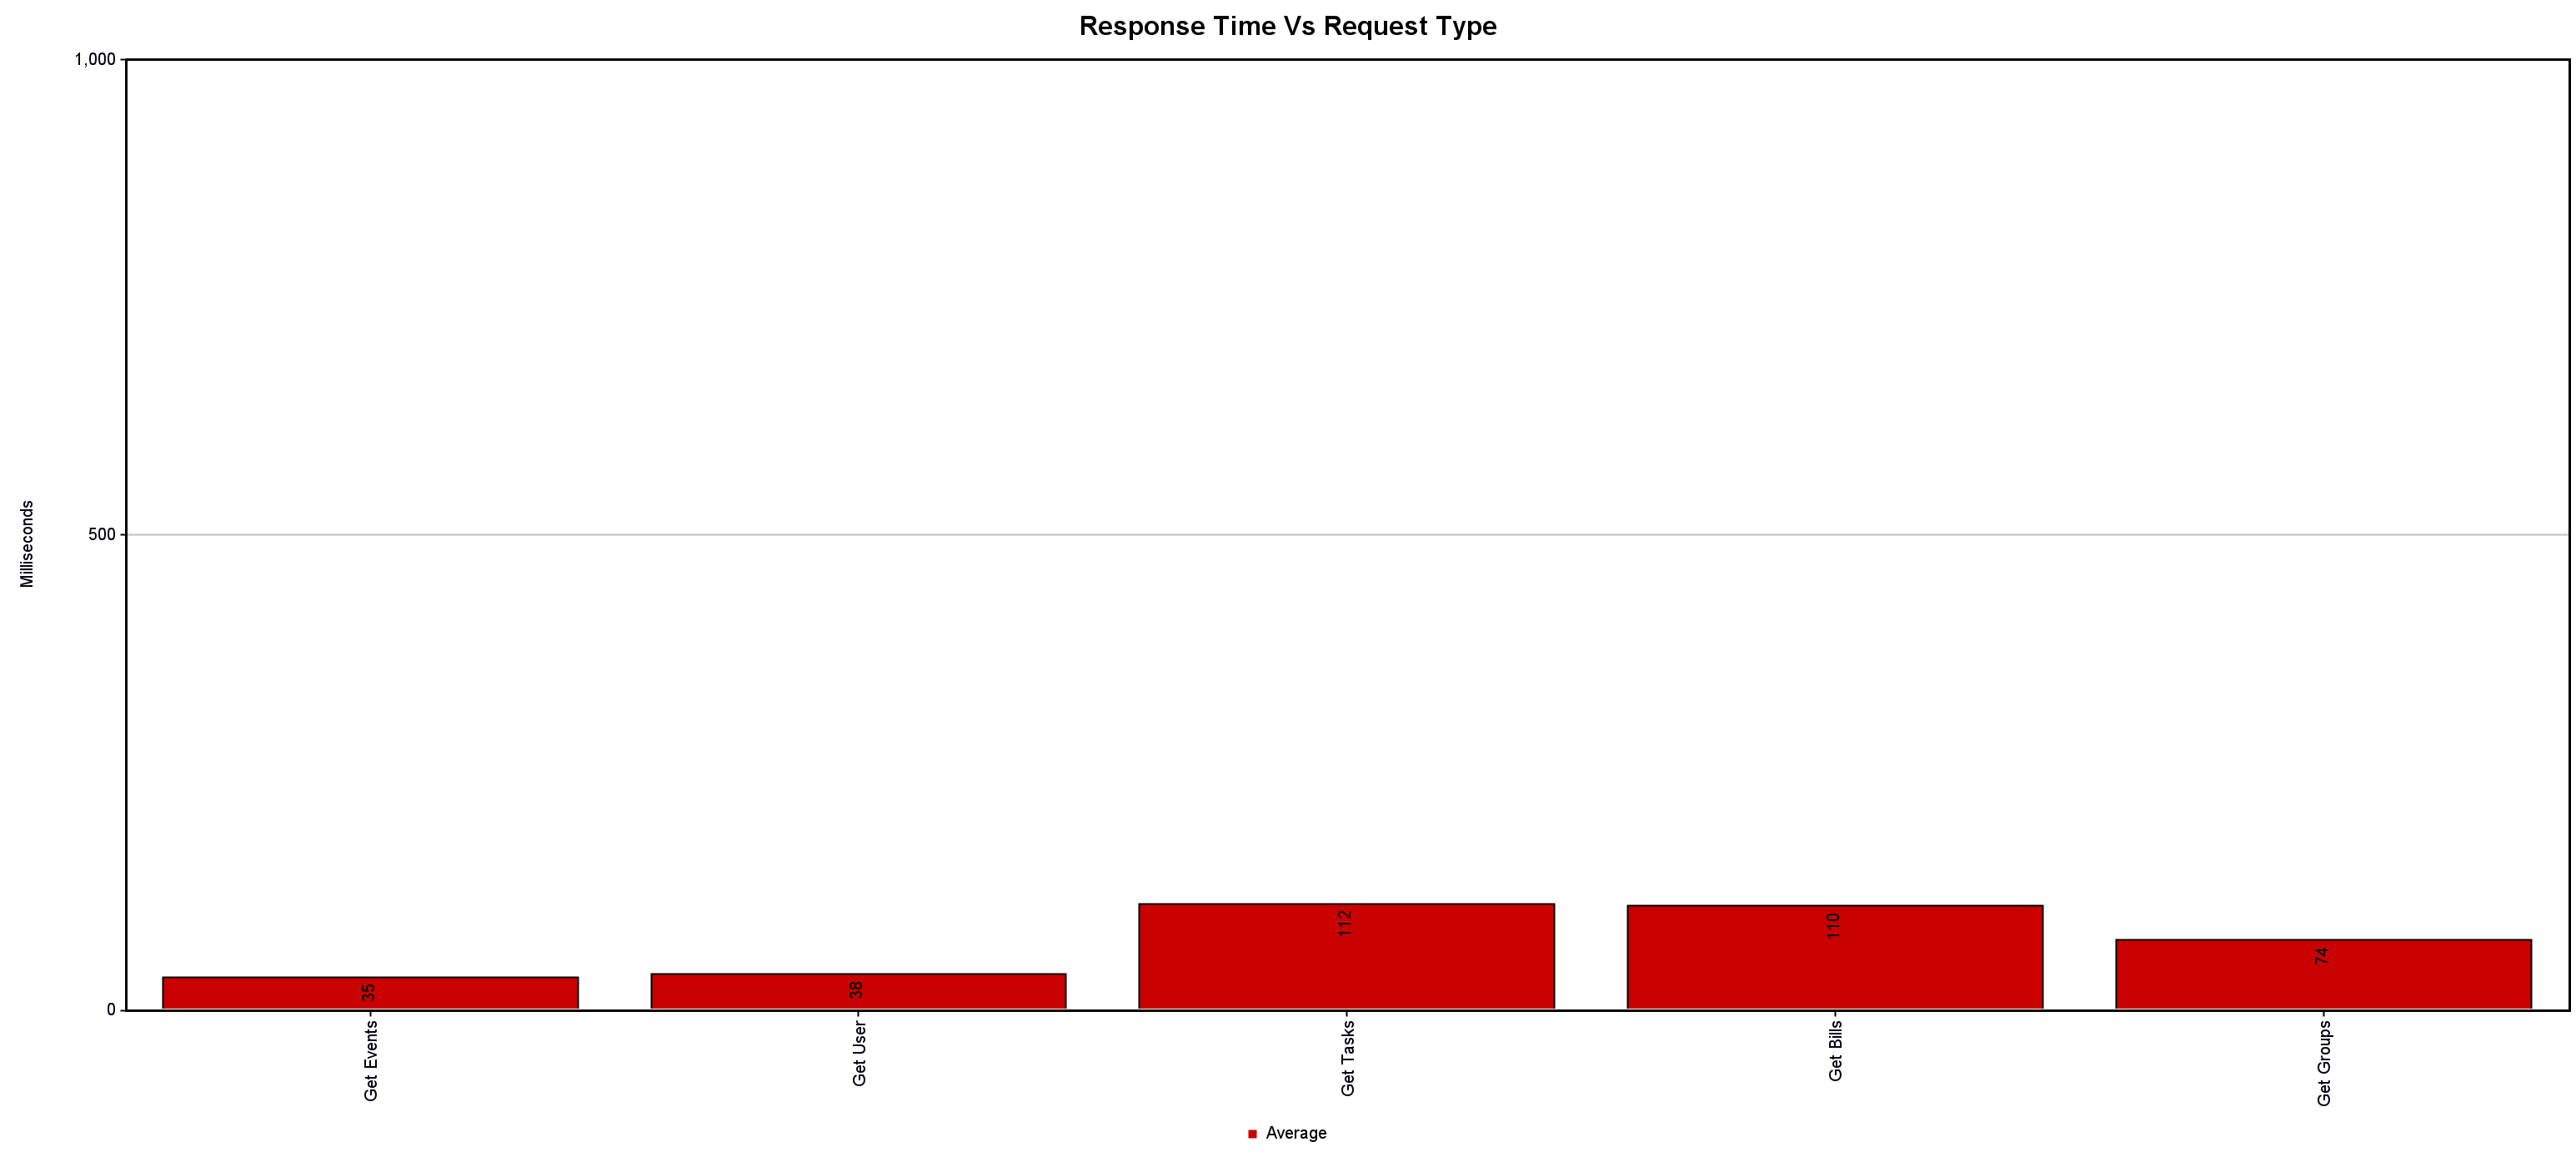 Response Time Vs Request Type
1,000
500
0
Milliseconds
35
38
112
110
74
Get Events
Get User
Get Tasks
Get Bills
Get Groups
Average